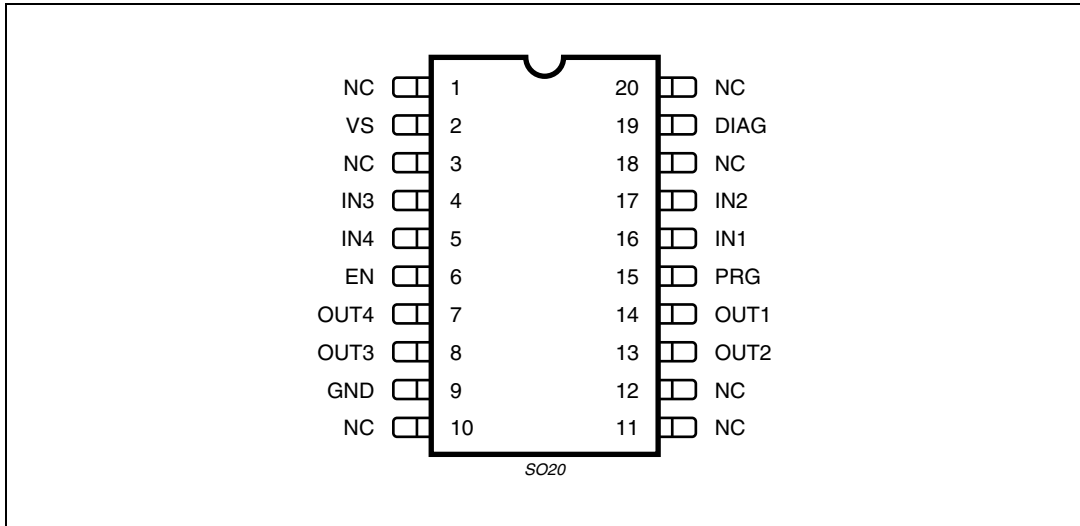 NC 1 20 NC
VS 2 19 DIAG
NC 3 18 NC
IN3 4 17 IN2
IN4 5 16 IN1
EN 6 15 PRG
OUT4 7 14 OUT1
OUT3 8 13 OUT2
GND 9 12 NC
NC 10 11 NC
SO20